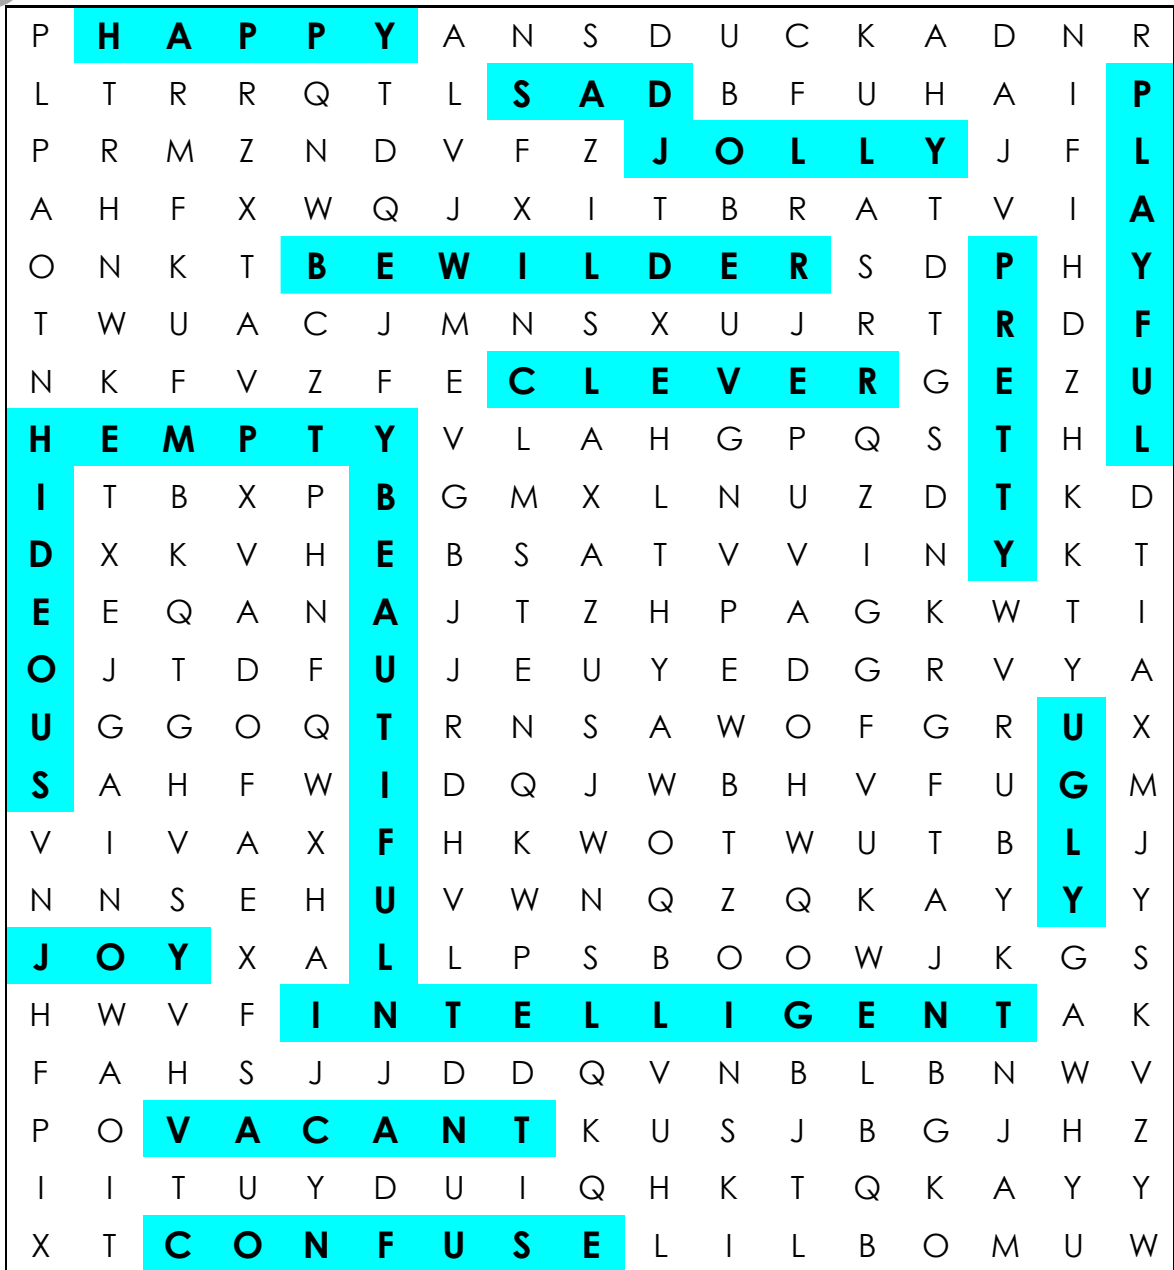 P H A P P Y A N S D U C K A D N R
L T R R Q T L S A D B F U H A I P
P R M Z N D V F Z J O L L Y J F L
A H F X W Q J X I T B R A T V I A
O N K T B E W I L D E R S D P H Y
T W U A C J M N S X U J R T R D F
N K F V Z F E C L E V E R G E Z U
H E M P T Y V L A H G P Q S T H L
I T B X P B G M X L N U Z D T K D
D X K V H E B S A T V V I N Y K T
E E Q A N A J T Z H P A G K W T I
O J T D F U J E U Y E D G R V Y A
U G G O Q T R N S A W O F G R U X
S A H F W I D Q J W B H V F U G M
V I V A X F H K W O T W U T B L J
N N S E H U V W N Q Z Q K A Y Y Y
J O Y X A L L P S B O O W J K G S
H W V F I N T E L L I G E N T A K
F A H S J J D D Q V N B L B N W V
P O V A C A N T K U S J B G J H Z
I I T U Y D U I Q H K T Q K A Y Y
X T C O N F U S E L I L B O M U W